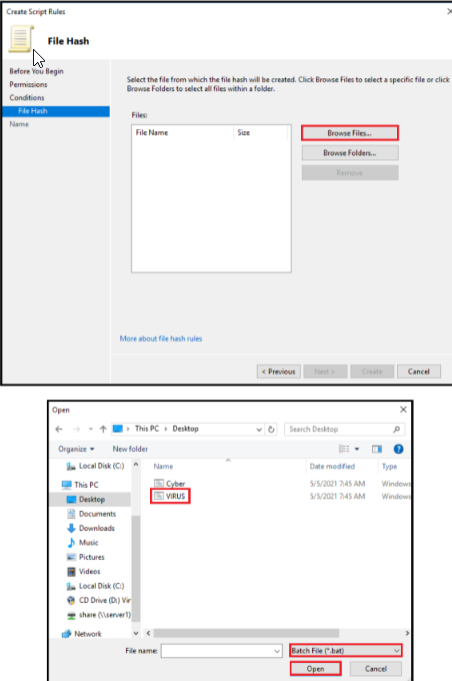 Create Script Rules
File Hash
Before You Begin
Permissions
Conditions
File Hash
Name
Select the file from which the file hash will be created. Click Browse Files to select a specific file or click
Browse Folders to select all files within a folder.
Files:
File Name Size
Browse Files...
Browse Folders...
Remove
More about file hash rules
< Previous Next > Create Cancel
Open
This PC > Desktop
Search Desktop
Organize New folder
Local Disk (C:)
This PC
Desktop
Documents
Downloads
Music
Pictures
Videos
Local Disk (C:)
CD Drive (D:) Vir
share (\\server1)
Network
Name Date modified Type
Cyber 5/5/2021 7:45 AM Windows
VIRUS 5/5/2021 7:45 AM Windows
File name: Batch File (*.bat)
Open Cancel